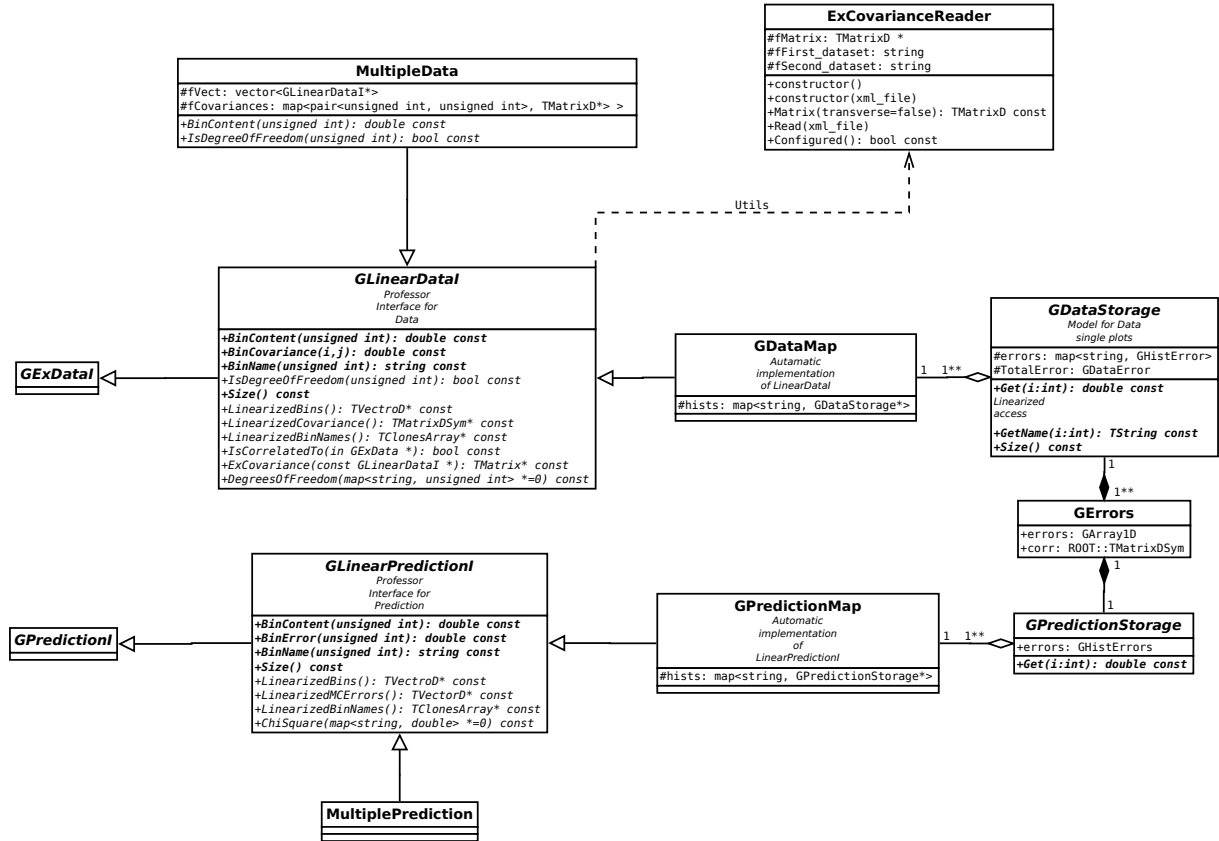 ExCovarianceReader
#fMatrix: TMatrixD *
#fFirst_dataset: string
#fSecond_dataset: string
+constructor()
+constructor(xml_file)
+Matrix(transverse=false): TMatrixD const
+Read(xml_file)
+Configured(): bool const
MultipleData
#fVect: vector<GLinearDataI*>
#fCovariances: map<pair<unsigned int, unsigned int>, TMatrixD*> >
+BinContent(unsigned int): double const
+IsDegreeOfFreedom(unsigned int): bool const
Utils
GLinearDataI
Professor
Interface for
Data
+BinContent(unsigned int): double const
+BinCovariance(i,j): double const
+BinName(unsigned int): string const
+IsDegreeOfFreedom(unsigned int): bool const
+Size() const
+LinearizedBins(): TVectroD* const
+LinearizedCovariance(): TMatrixDSym* const
+LinearizedBinNames(): TClonesArray* const
+IsCorrelatedTo(in GExData *): bool const
+ExCovariance(const GLinearDataI *): TMatrix* const
+DegreesOfFreedom(map<string, unsigned int> *=0) const
GExDataI
GDataMap
Autamatic
implementation
of LinearDataI
#hists: map<string, GDataStorage*>
1 1**
GDataStorage
Model for Data
single plots
#errors: map<string, GHistError>
#TotalError: GDataError
+Get(i:int): double const
Linearized
access
+GetName(i:int): TString const
+Size() const
1
1**
GErrors
+errors: GArray1D
+corr: ROOT::TMatrixDSym
1
1
GLinearPredictionI
Professor
Interface for
Prediction
+BinContent(unsigned int): double const
+BinError(unsigned int): double const
+BinName(unsigned int): string const
+Size() const
+LinearizedBins(): TVectroD* const
+LinearizedMCErrors(): TVectorD* const
+LinearizedBinNames(): TClonesArray* const
+ChiSquare(map<string, double> *=0) const
GPredictionI
GPredictionMap
Automatic
implementation
of
LinearPredictionI
#hists: map<string, GPredictionStorage*>
1 1**
GPredictionStorage
+errors: GHistErrors
+Get(i:int): double const
MultiplePrediction